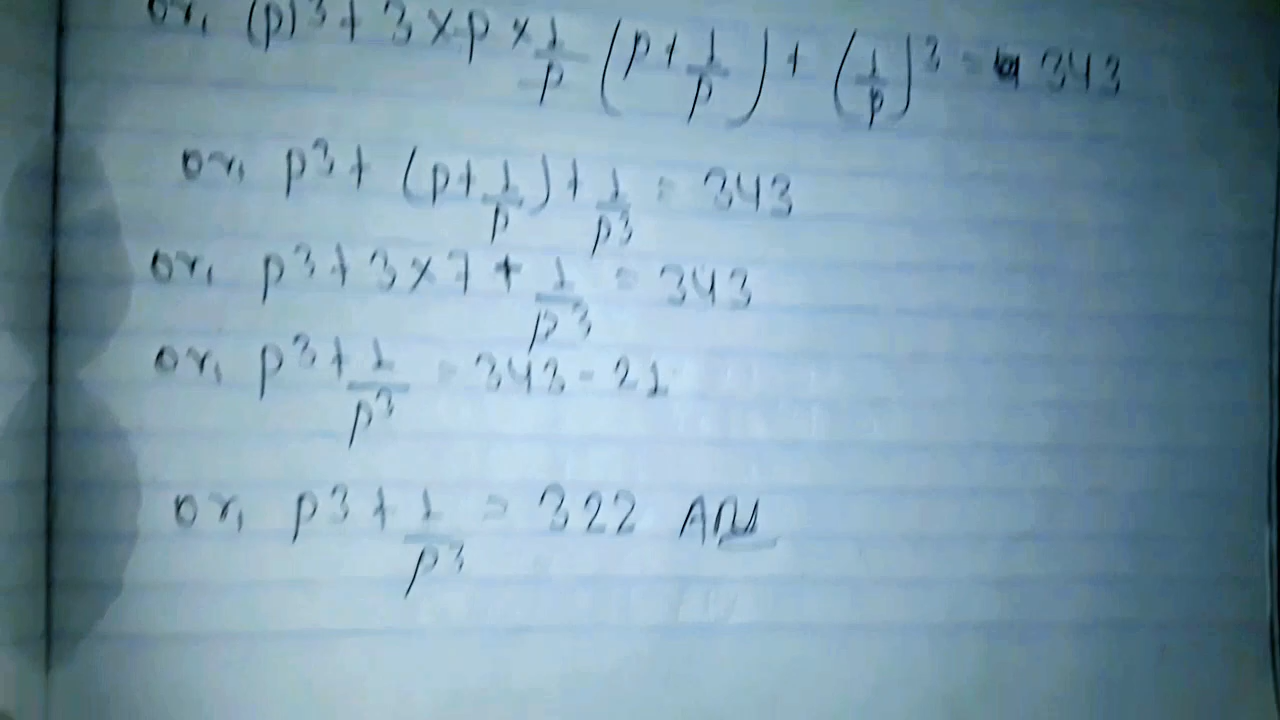 or, (p)³ + 3 × p × 1/p (p + 1/p) + (1/p)³ = 343
or, p³ + (p + 1/p) + 1/p³ = 343
or, p³ + 3 × 7 + 1/p³ = 343
or, p³ + 1/p³ = 343 - 21
or, p³ + 1/p³ = 322 Ans